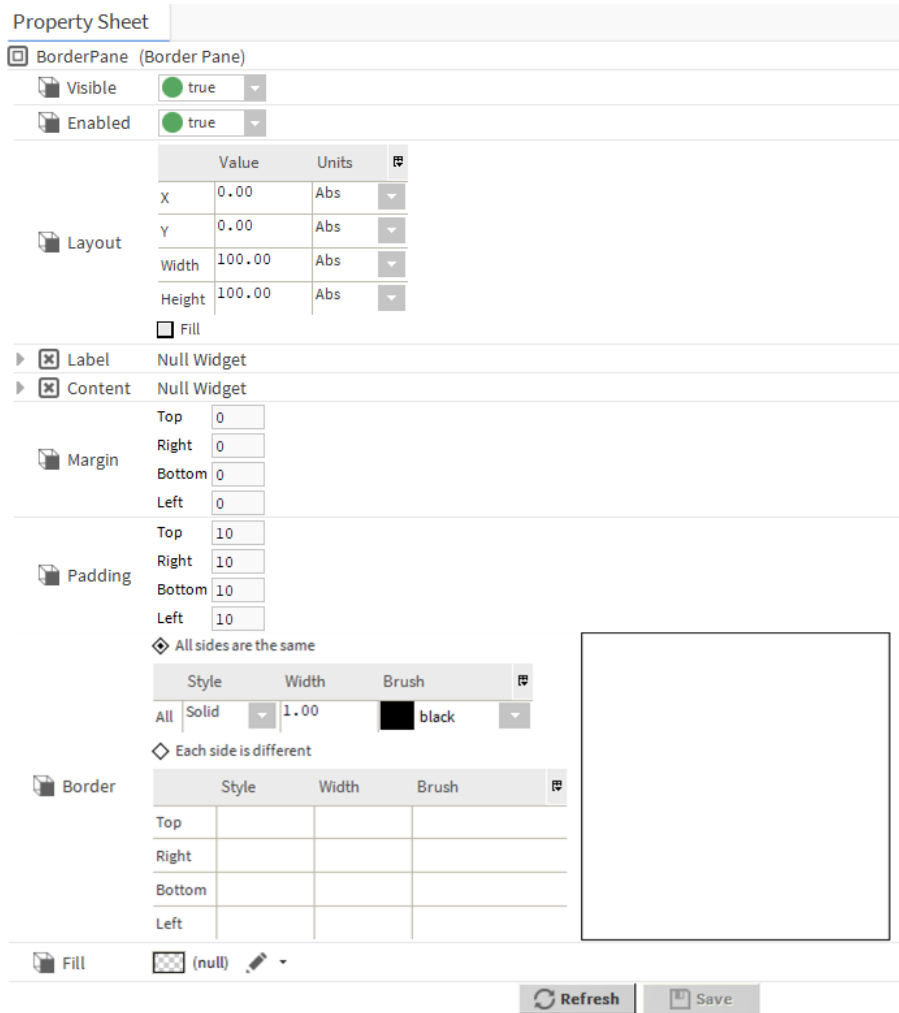 Property Sheet
BorderPane (Border Pane)
Visible true
Enabled true
Value Units
X 0.00 Abs
Y 0.00 Abs
Layout
Width 100.00 Abs
Height 100.00 Abs
Fill
Label Null Widget
Content Null Widget
Top 0
Right 0
Margin
Bottom 0
Left 0
Top 10
Right 10
Padding
Bottom 10
Left 10
All sides are the same
Style Width Brush
All Solid 1.00 black
Each side is different
Border Style Width Brush
Top
Right
Bottom
Left
Fill (null)
Refresh Save